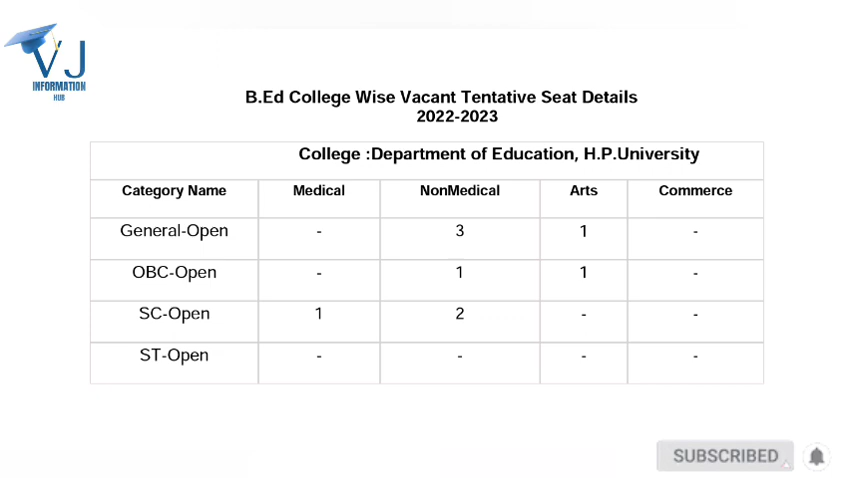 VJ
INFORMATION
HUB
B.Ed College Wise Vacant Tentative Seat Details
2022-2023
College :Department of Education, H.P.University
Category Name Medical NonMedical Arts Commerce
General-Open - 3 1 -
OBC-Open - 1 1 -
SC-Open 1 2 - -
ST-Open - - - -
SUBSCRIBED